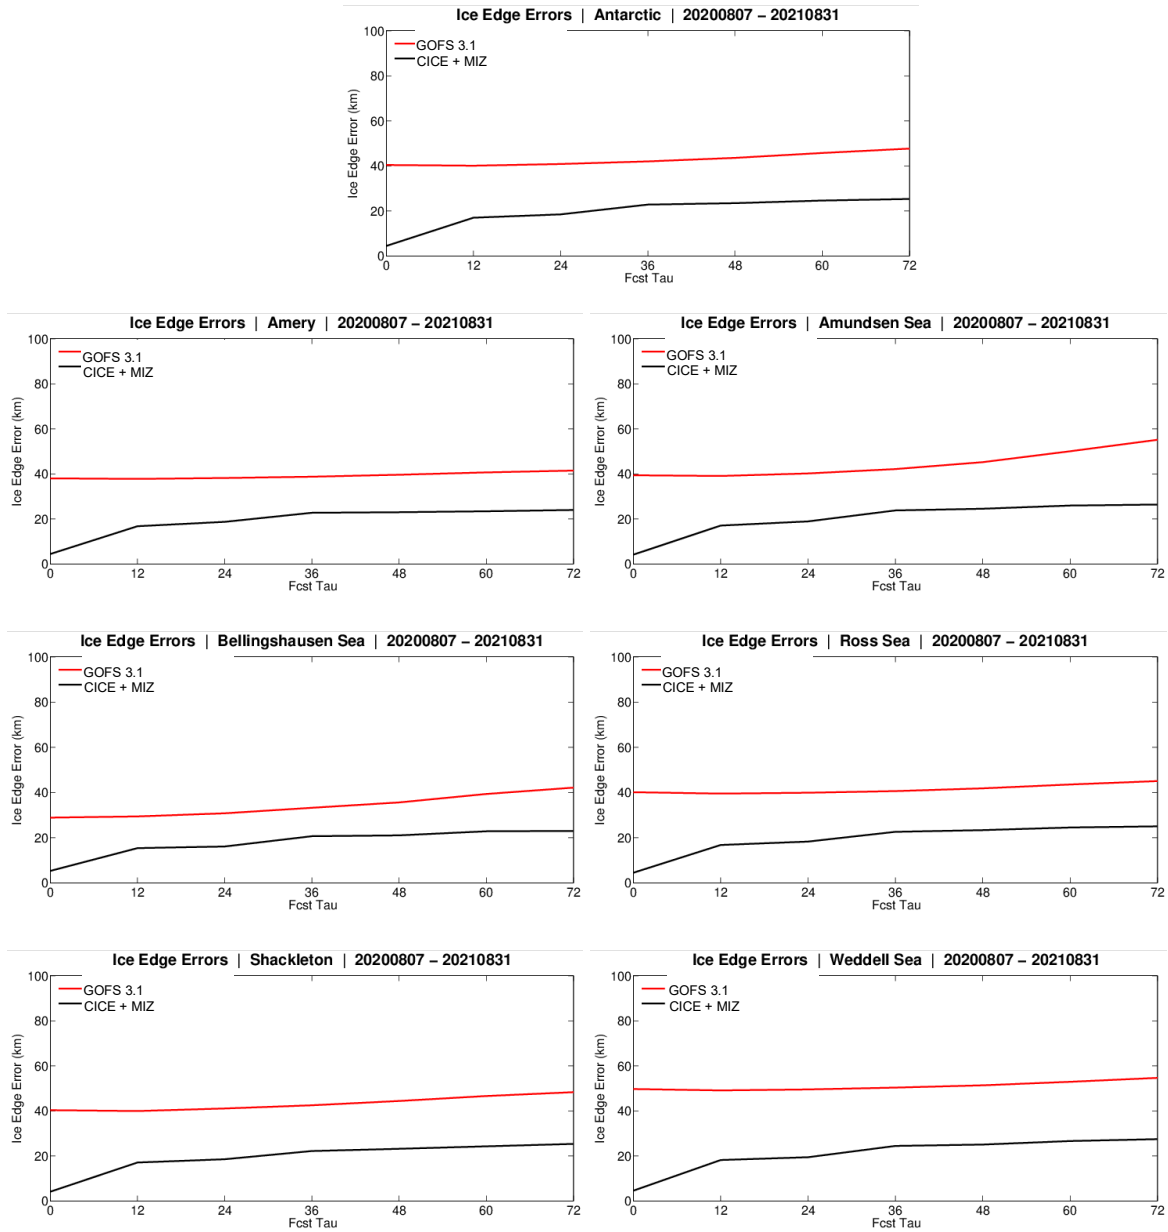 Ice Edge Errors | Antarctic | 20200807 − 20210831
100
80
60
40
20
0
Ice Edge Error (km)
GOFS 3.1
CICE + MIZ
0 12 24 36 48 60 72
Fcst Tau
Ice Edge Errors | Amery | 20200807 − 20210831
100
80
60
40
20
0
Ice Edge Error (km)
GOFS 3.1
CICE + MIZ
0 12 24 36 48 60 72
Fcst Tau
Ice Edge Errors | Amundsen Sea | 20200807 − 20210831
100
80
60
40
20
0
Ice Edge Error (km)
GOFS 3.1
CICE + MIZ
0 12 24 36 48 60 72
Fcst Tau
Ice Edge Errors | Bellingshausen Sea | 20200807 − 20210831
100
80
60
40
20
0
Ice Edge Error (km)
GOFS 3.1
CICE + MIZ
0 12 24 36 48 60 72
Fcst Tau
Ice Edge Errors | Ross Sea | 20200807 − 20210831
100
80
60
40
20
0
Ice Edge Error (km)
GOFS 3.1
CICE + MIZ
0 12 24 36 48 60 72
Fcst Tau
Ice Edge Errors | Shackleton | 20200807 − 20210831
100
80
60
40
20
0
Ice Edge Error (km)
GOFS 3.1
CICE + MIZ
0 12 24 36 48 60 72
Fcst Tau
Ice Edge Errors | Weddell Sea | 20200807 − 20210831
100
80
60
40
20
0
Ice Edge Error (km)
GOFS 3.1
CICE + MIZ
0 12 24 36 48 60 72
Fcst Tau